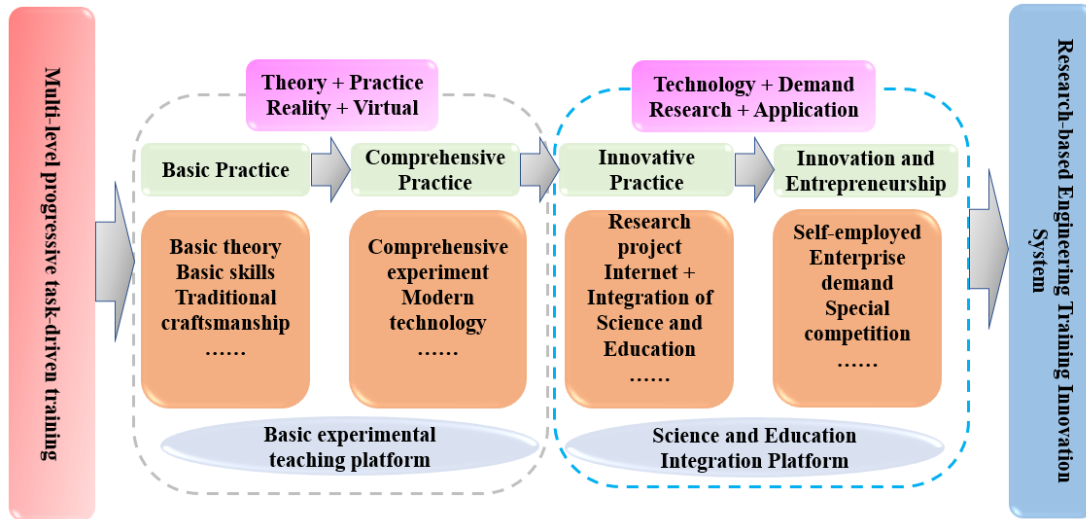 Multi-level progressive task-driven training
Theory + Practice
Reality + Virtual
Technology + Demand
Research + Application
Basic Practice
Comprehensive
Practice
Innovative
Practice
Innovation and
Entrepreneurship
Basic theory
Basic skills
Traditional
craftsmanship
……
Comprehensive
experiment
Modern
technology
……
Research
project
Internet +
Integration of
Science and
Education
……
Self-employed
Enterprise
demand
Special
competition
……
Basic experimental
teaching platform
Science and Education
Integration Platform
Research-based Engineering Training Innovation
System